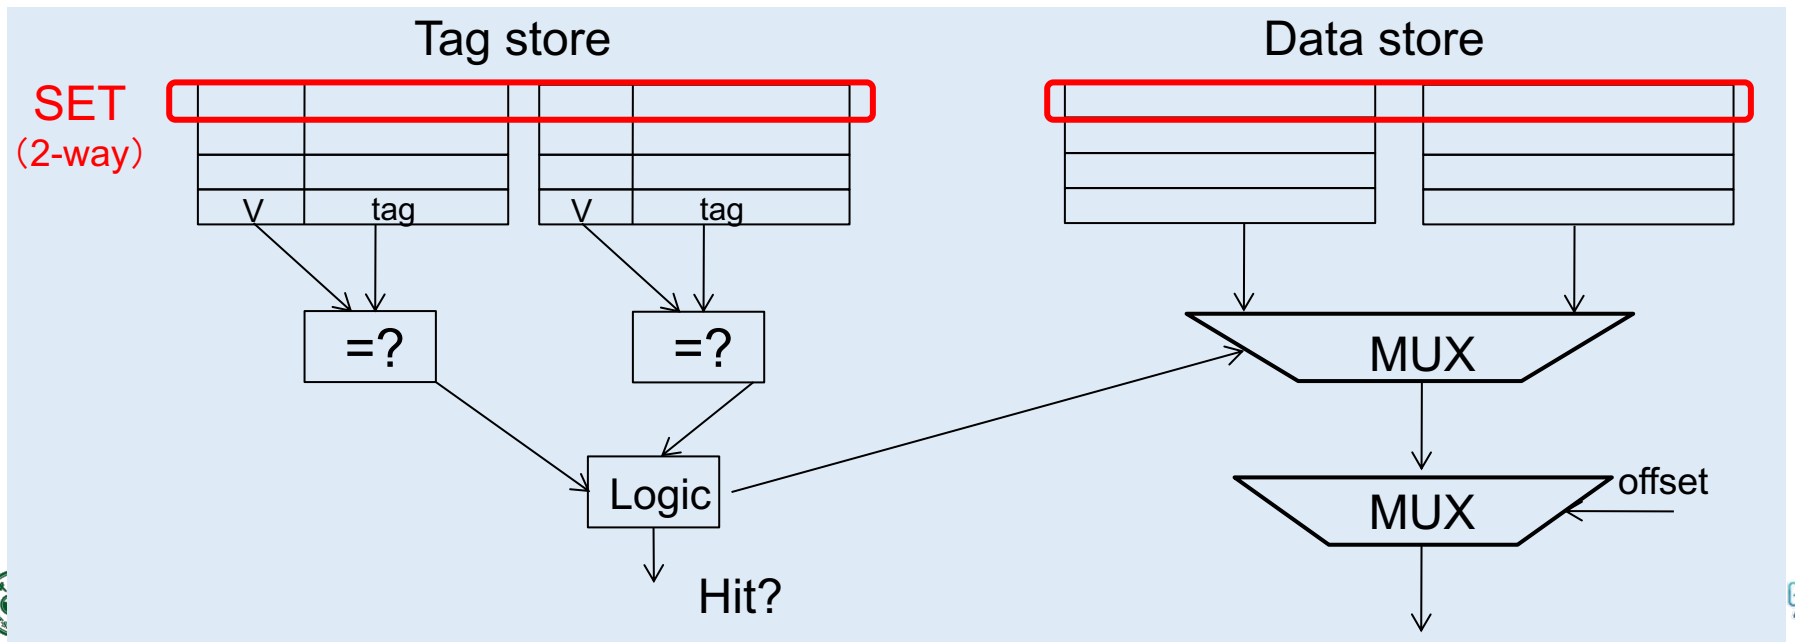 Tag store
Data store
SET
（2-way）
V
tag
V
tag
=?
=?
MUX
Logic
MUX
offset
Hit?